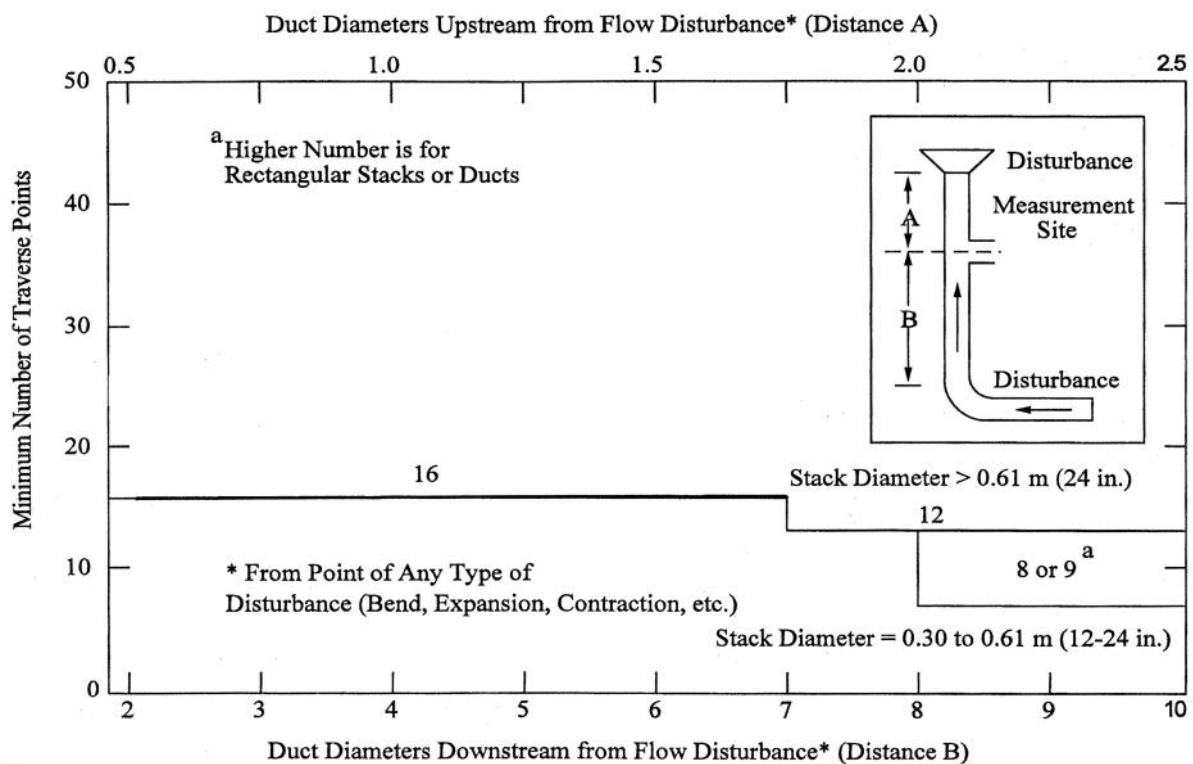 Duct Diameters Upstream from Flow Disturbance* (Distance A)
0.5 1.0 1.5 2.0 2.5
50
40
30
20
10
0
Minimum Number of Traverse Points
a Higher Number is for
Rectangular Stacks or Ducts
Disturbance
A
Measurement
Site
B
Disturbance
16
Stack Diameter > 0.61 m (24 in.)
12
8 or 9 a
* From Point of Any Type of
Disturbance (Bend, Expansion, Contraction, etc.)
Stack Diameter = 0.30 to 0.61 m (12-24 in.)
2 3 4 5 6 7 8 9 10
Duct Diameters Downstream from Flow Disturbance* (Distance B)